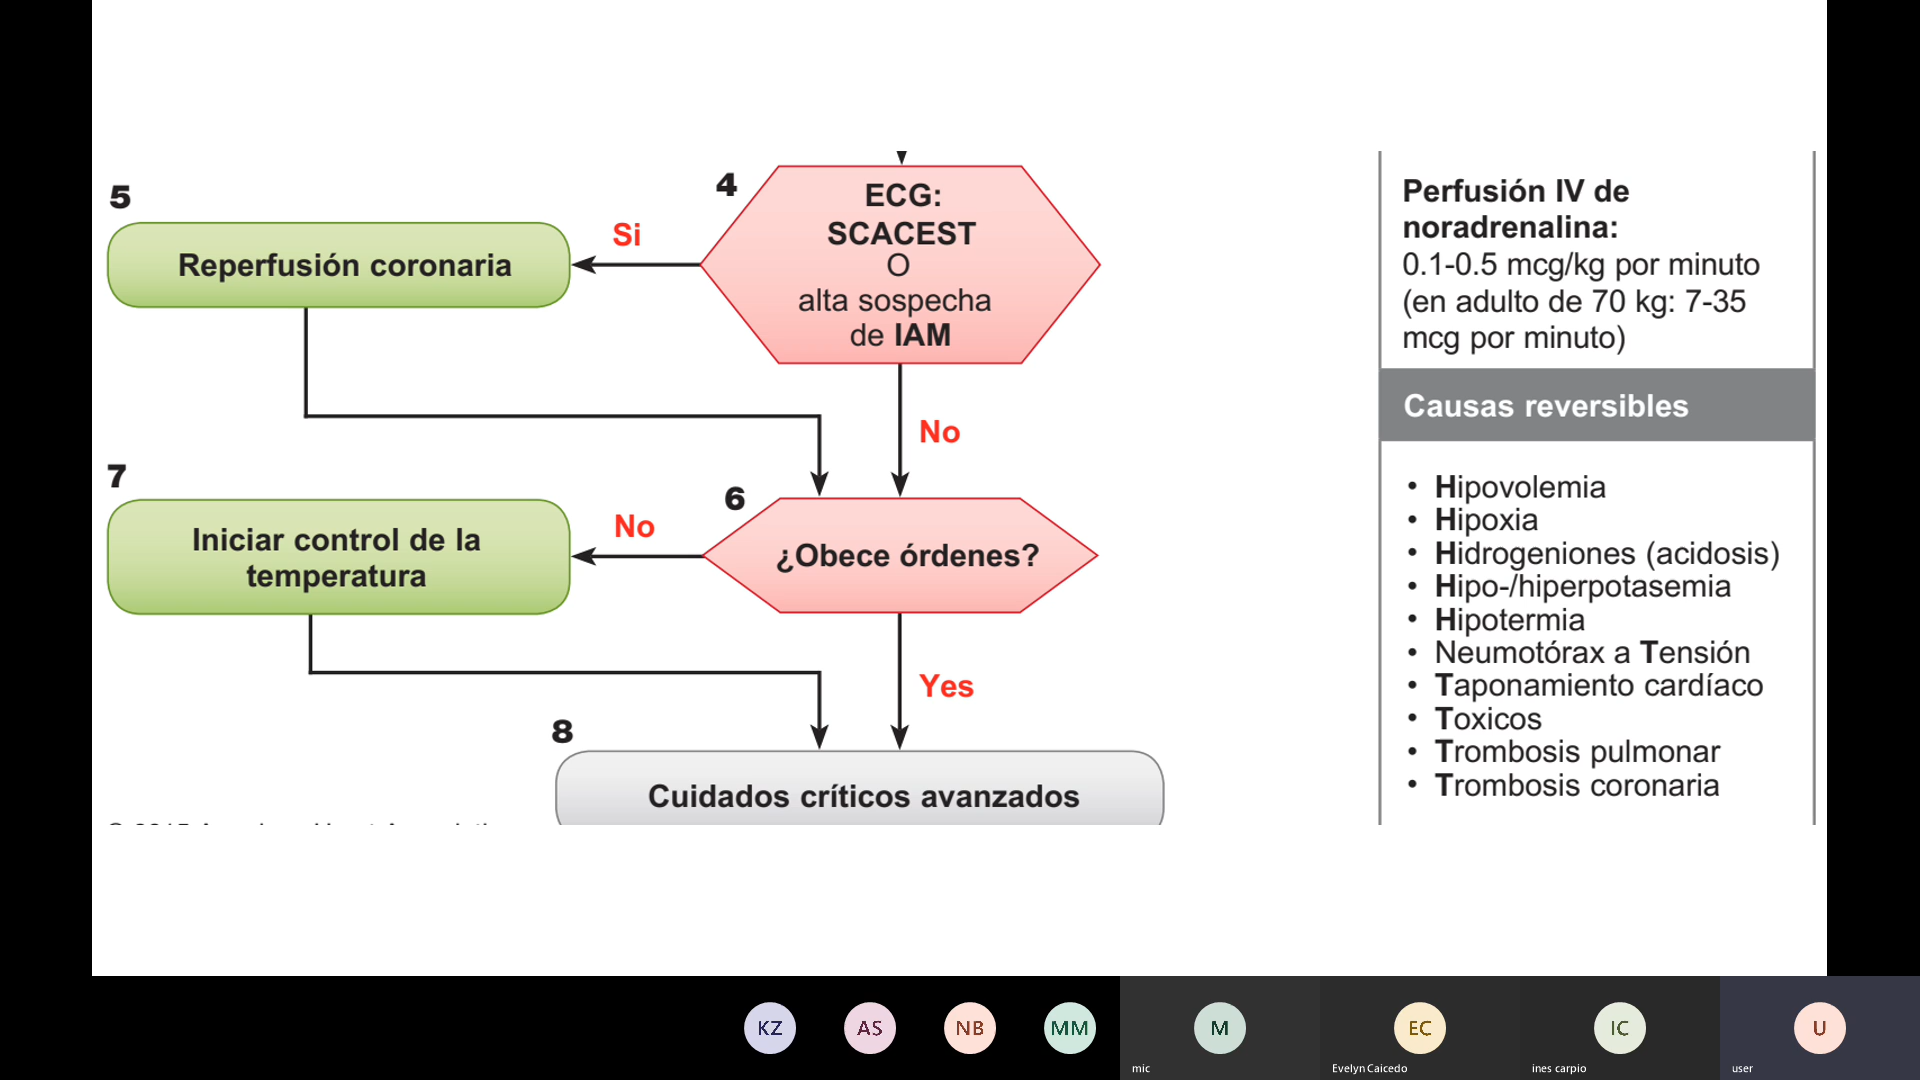 5
Reperfusión coronaria
Si
4
ECG:
SCACEST
O
alta sospecha
de IAM
No
7
Iniciar control de la
temperatura
No
6
¿Obece órdenes?
Yes
8
Cuidados críticos avanzados
Perfusión IV de
noradrenalina:
0.1-0.5 mcg/kg por minuto
(en adulto de 70 kg: 7-35
mcg por minuto)
Causas reversibles
• Hipovolemia
• Hipoxia
• Hidrogeniones (acidosis)
• Hipo-/hiperpotasemia
• Hipotermia
• Neumotórax a Tensión
• Taponamiento cardíaco
• Toxicos
• Trombosis pulmonar
• Trombosis coronaria
KZ
AS
NB
MM
M
mic
EC
Evelyn Caicedo
IC
ines carpio
U
user